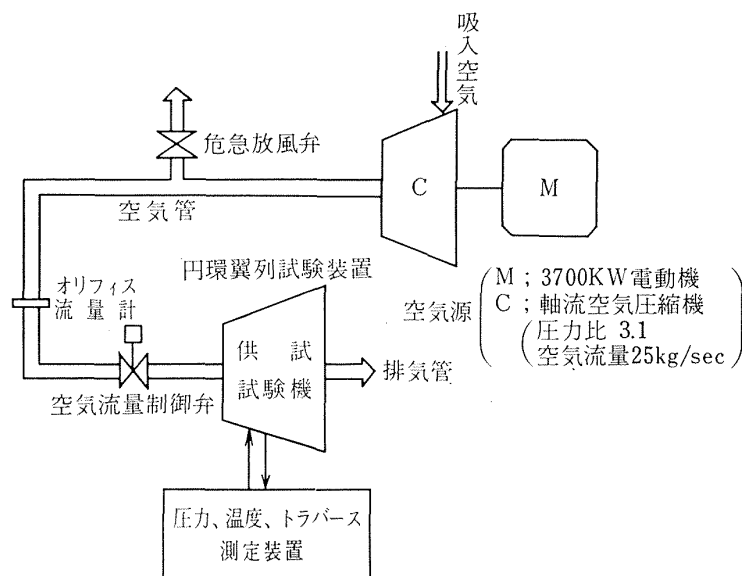 吸入空気
危急放風弁
C
M
空気管
円環翼列試験装置
オリフィス
流量計
空気源
M ; 3700KW電動機
C ; 軸流空気圧縮機
圧力比 3.1
空気流量25kg/sec
供試
試験機
排気管
空気流量制御弁
圧力、温度、トラバース
測定装置